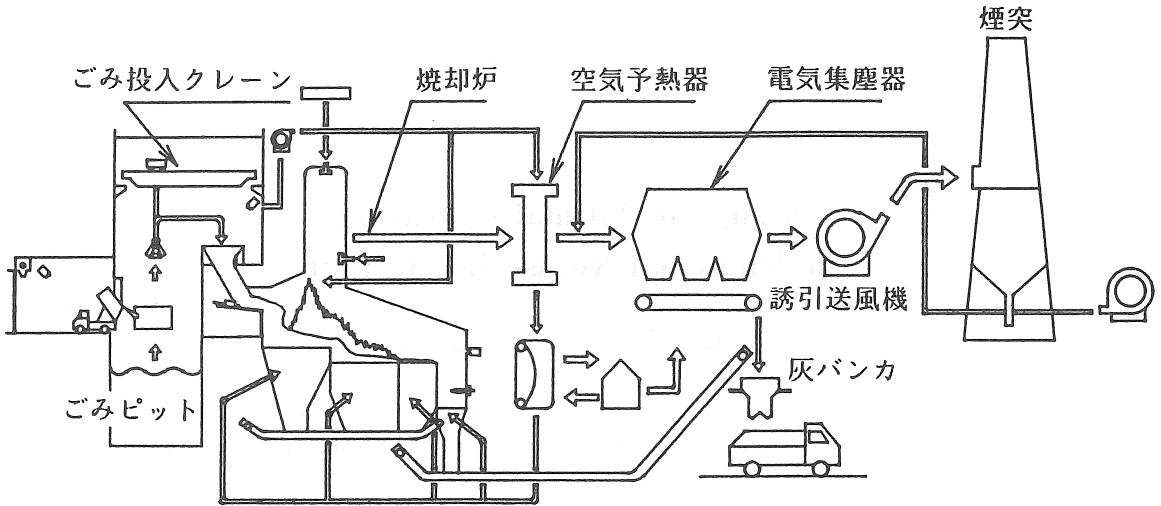 煙突
ごみ投入クレーン
焼却炉
空気予熱器
電気集塵器
誘引送風機
灰バンカ
ごみピット